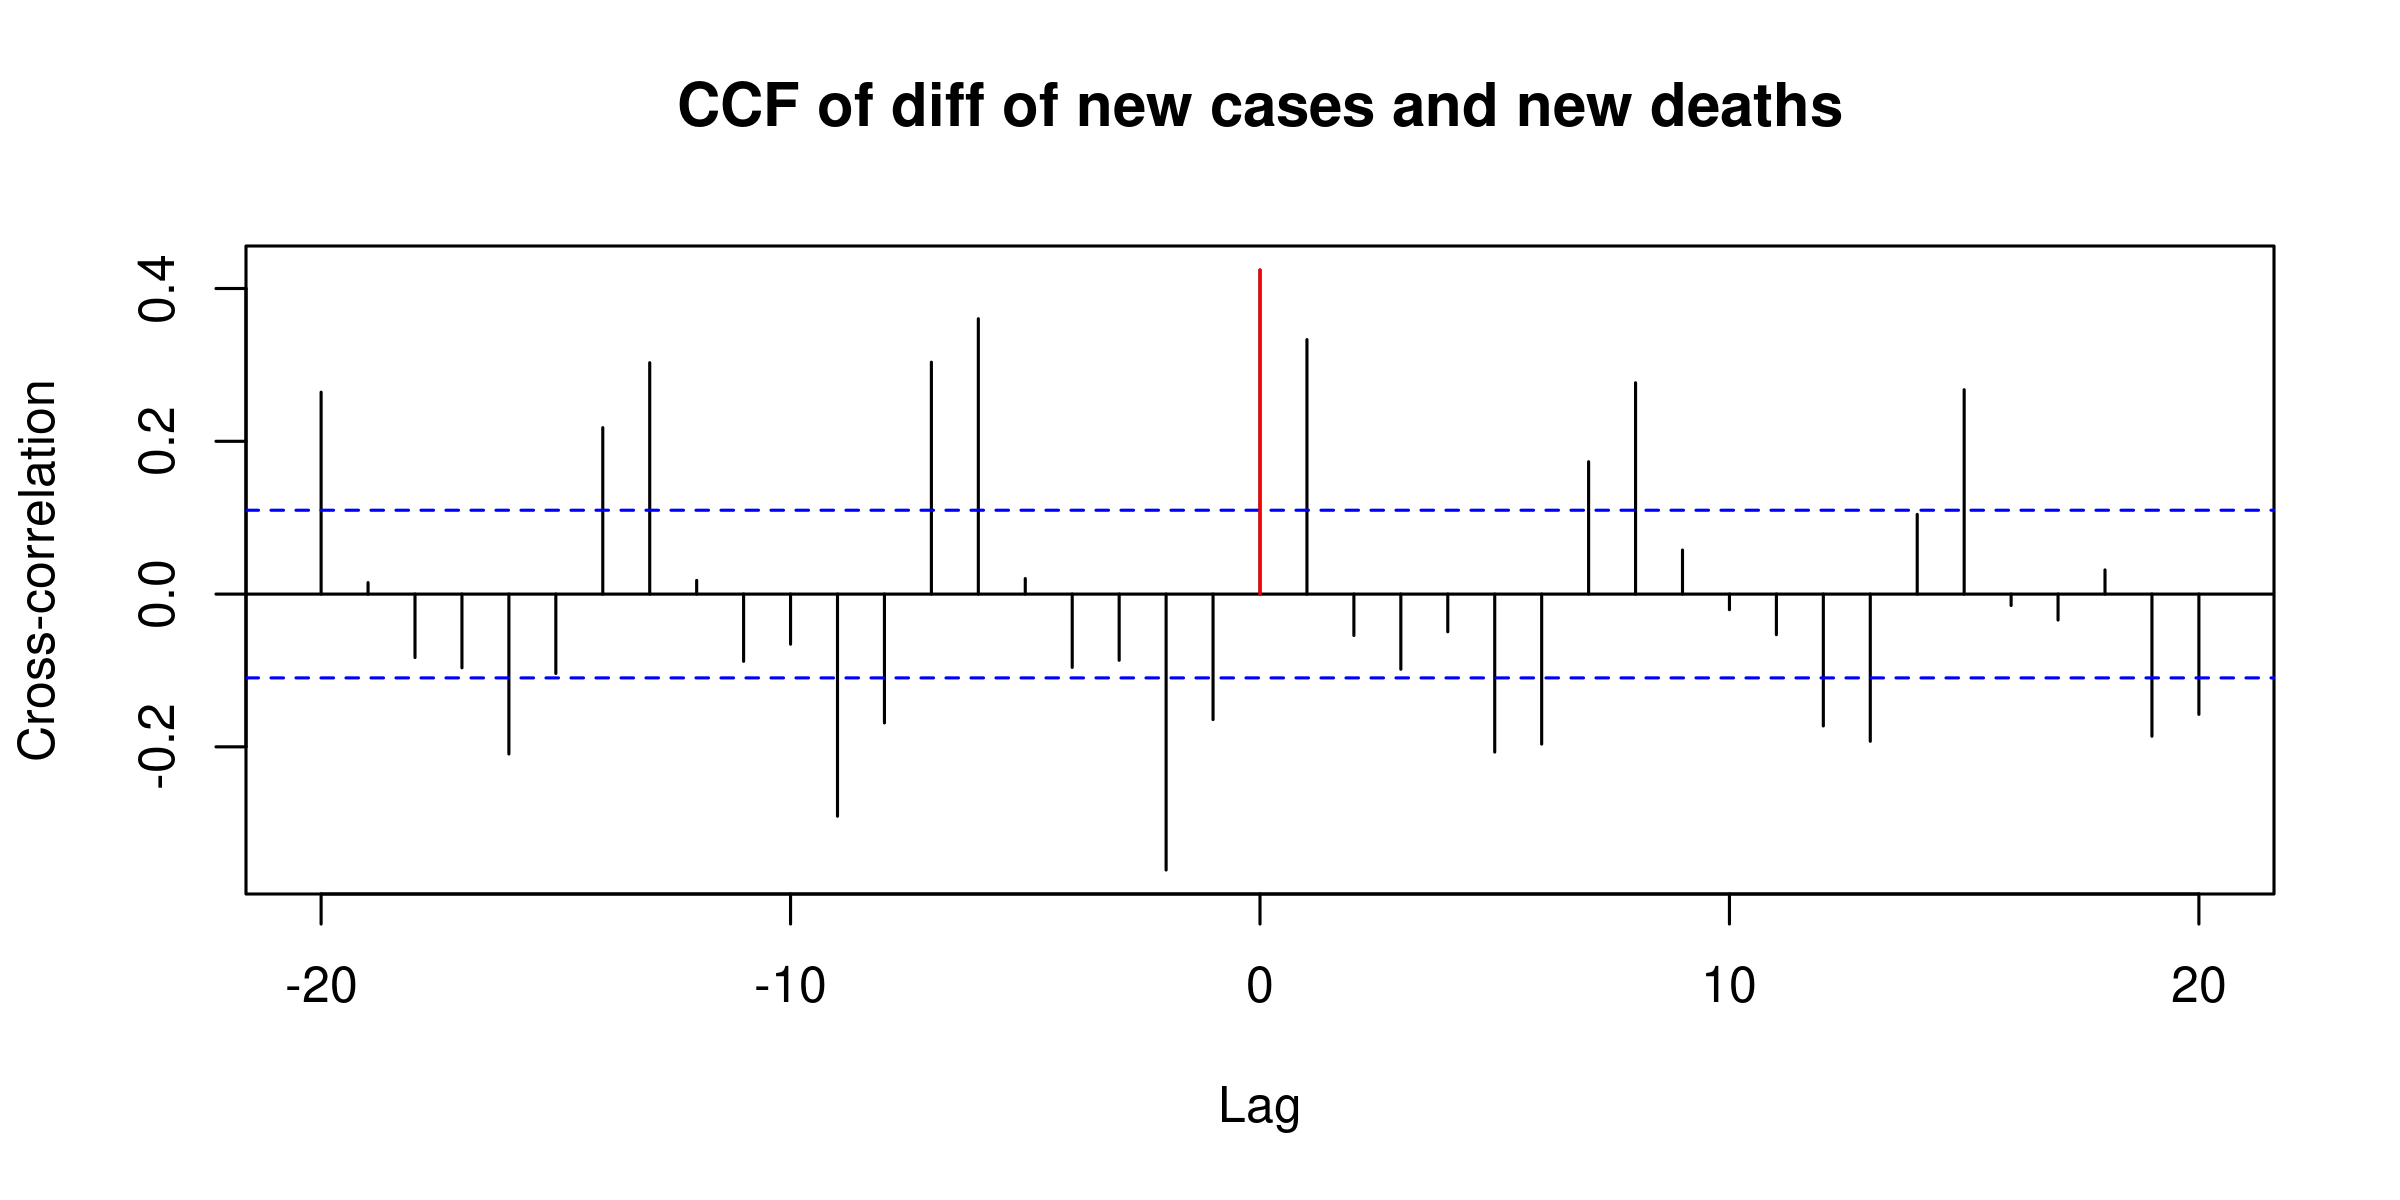 CCF of diff of new cases and new deaths
Cross-correlation
0.4
0.2
0.0
-0.2
-20 -10 0 10 20
Lag